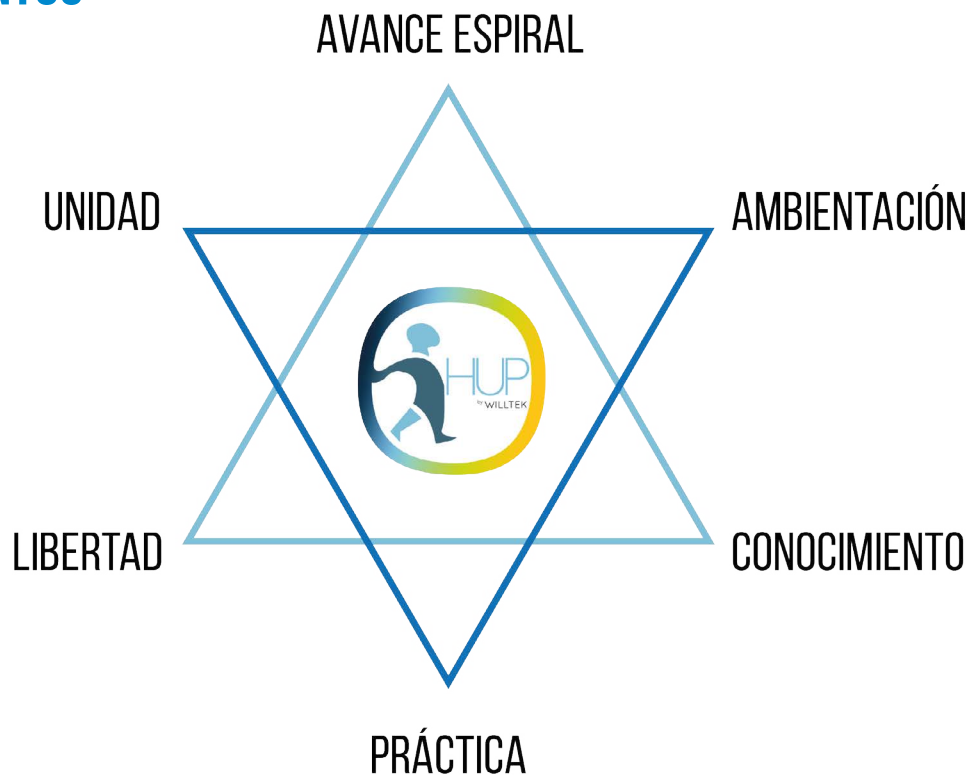 AVANCE ESPIRAL
UNIDAD
AMBIENTACIÓN
HUP
by WILLTEK
LIBERTAD
CONOCIMIENTO
PRÁCTICA